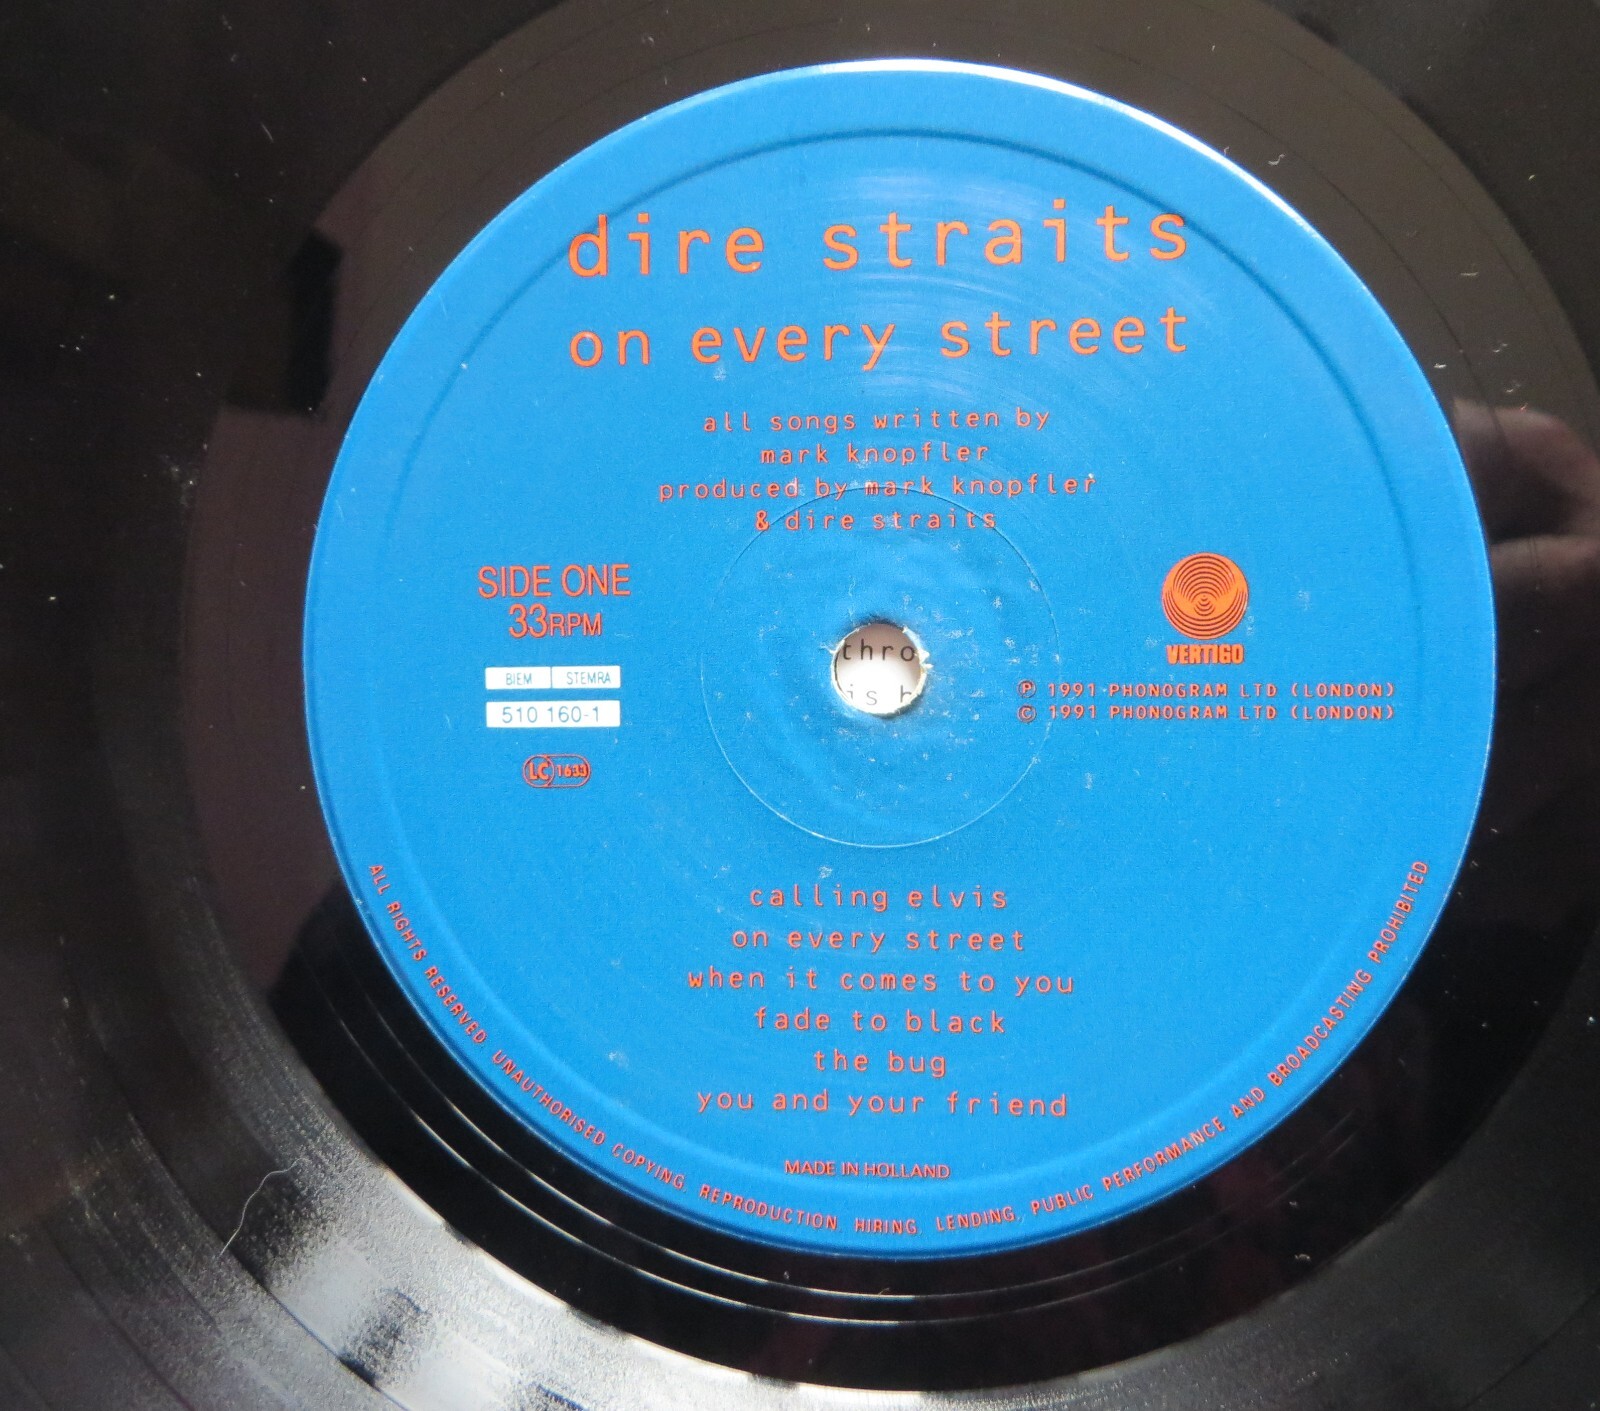 dire straits
on every street
all songs written by
mark knopfler
produced by mark knopfler
& dire straits
SIDE ONE
33RPM
BIEM STEMRA
510 160-1
LC 1633
thro
is
VERTIGO
Ⓟ 1991 PHONOGRAM LTD (LONDON)
© 1991 PHONOGRAM LTD (LONDON)
calling elvis
on every street
when it comes to you
fade to black
the bug
you and your friend
MADE IN HOLLAND
ALL RIGHTS RESERVED. UNAUTHORISED COPYING, REPRODUCTION, HIRING, LENDING, PUBLIC PERFORMANCE AND BROADCASTING PROHIBITED